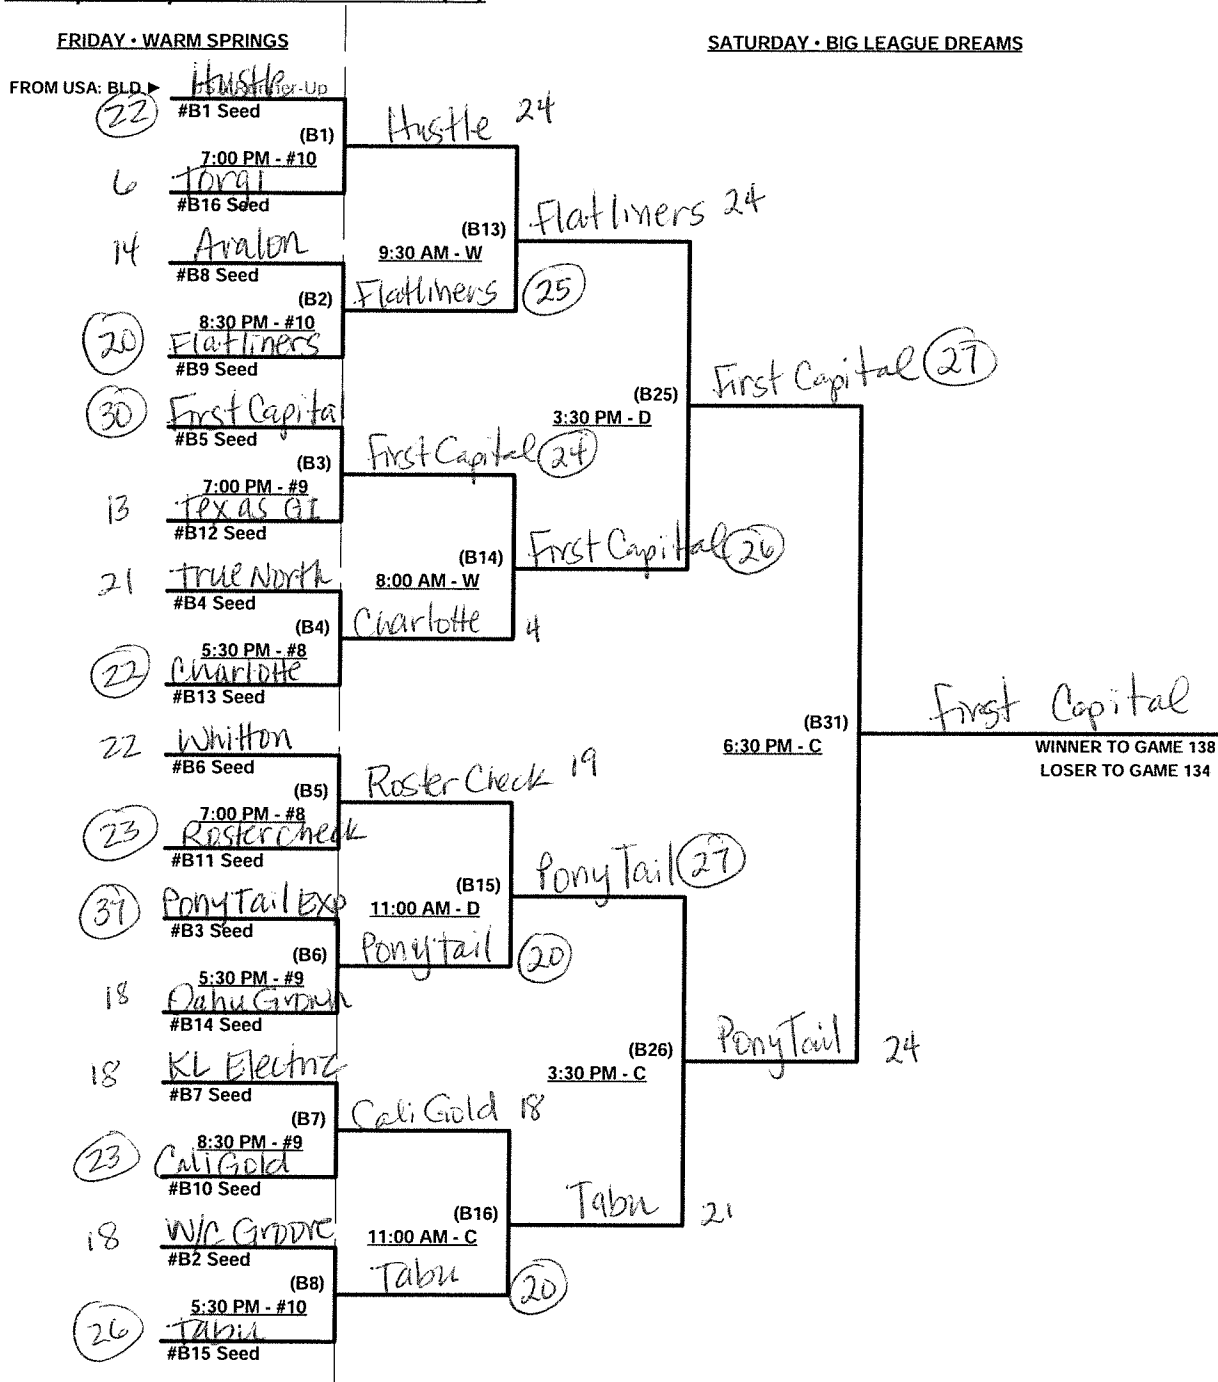 FRIDAY • WARM SPRINGS
SATURDAY • BIG LEAGUE DREAMS
FROM USA: BLD ►
Hustle
22
#B1 Seed
(B1)
7:00 PM - #10
6
Torgi
#B16 Seed
14
Avalon
#B8 Seed
(B2)
8:30 PM - #10
20
Flatliners
#B9 Seed
30
First Capital
#B5 Seed
(B3)
7:00 PM - #9
13
Texas GI
#B12 Seed
21
True North
#B4 Seed
(B4)
5:30 PM - #8
22
Charlotte
#B13 Seed
22
Whitton
#B6 Seed
(B5)
7:00 PM - #8
23
Rostercheck
#B11 Seed
37
PonyTail Exp
#B3 Seed
(B6)
5:30 PM - #9
18
Oahu Grown
#B14 Seed
18
KL Electric
#B7 Seed
(B7)
8:30 PM - #9
23
Cali Gold
#B10 Seed
18
W/C Groove
#B2 Seed
(B8)
5:30 PM - #10
26
Tabu
#B15 Seed
Hustle 24
(B13)
9:30 AM - W
Flatliners 25
First Capital 24
(B14)
8:00 AM - W
Charlotte 4
Roster Check 19
(B15)
11:00 AM - D
Ponytail 20
Cali Gold 18
(B16)
11:00 AM - C
Tabu 20
Flatliners 24
(B25)
3:30 PM - D
First Capital 26
Pony Tail 27
(B26)
3:30 PM - C
Tabu 21
First Capital 27
(B31)
6:30 PM - C
PonyTail 24
First Capital
WINNER TO GAME 138
LOSER TO GAME 134